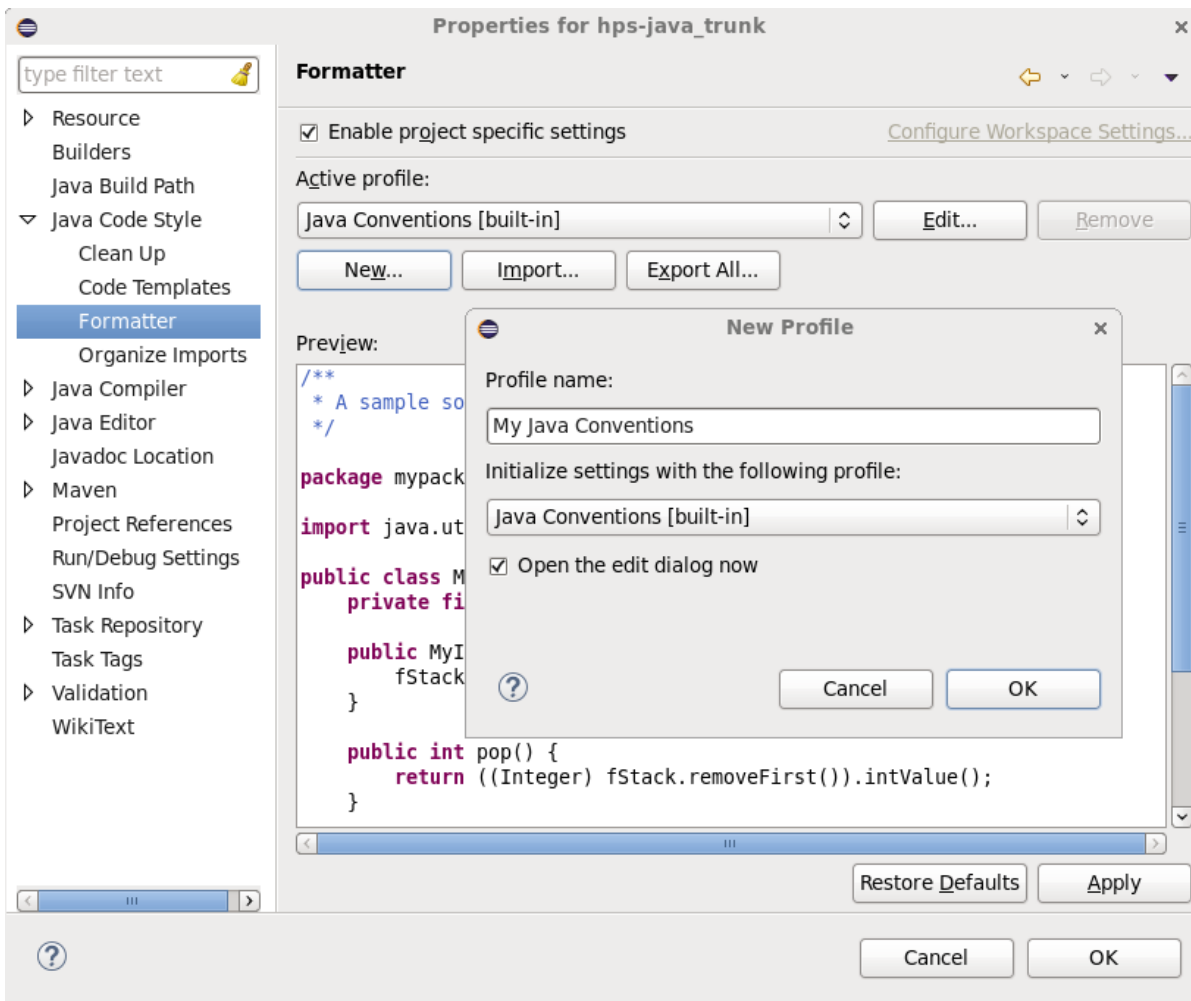 Properties for hps-java_trunk
type filter text
Resource
Builders
Java Build Path
Java Code Style
Clean Up
Code Templates
Formatter
Organize Imports
Java Compiler
Java Editor
Javadoc Location
Maven
Project References
Run/Debug Settings
SVN Info
Task Repository
Task Tags
Validation
WikiText
Formatter
Enable project specific settings
Configure Workspace Settings...
Active profile:
Java Conventions [built-in]
Edit...
Remove
New...
Import...
Export All...
Preview:
/**
* A sample so
*/
package mypack
import java.ut
public class M
private fi
public MyI
fStack
}
public int pop() {
return ((Integer) fStack.removeFirst()).intValue();
}
New Profile
Profile name:
My Java Conventions
Initialize settings with the following profile:
Java Conventions [built-in]
Open the edit dialog now
Cancel
OK
Restore Defaults
Apply
Cancel
OK